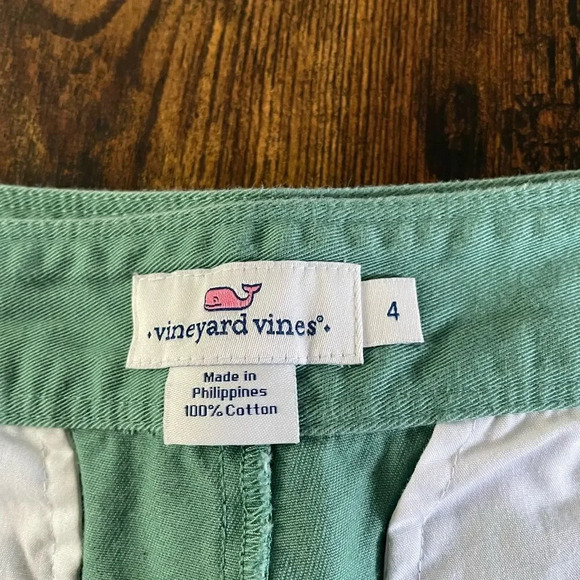 ·vineyard vines®·
4
Made in
Philippines
100% Cotton